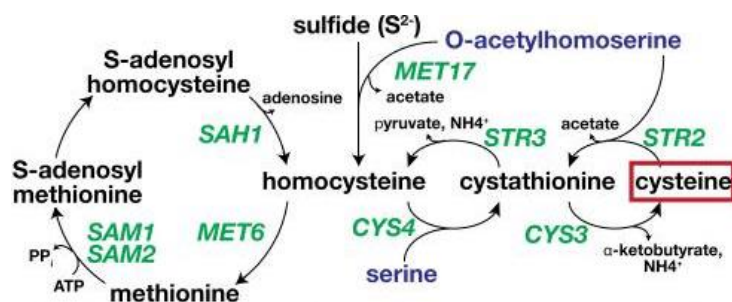 sulfide (S2-)
O-acetylhomoserine
S-adenosyl
homocysteine
MET17
adenosine
acetate
SAH1
pyruvate, NH4+
STR3
acetate
STR2
S-adenosyl
methionine
homocysteine
cystathionine
cysteine
SAM1
SAM2
MET6
CYS4
CYS3
PPi
ATP
serine
α-ketobutyrate,
NH4+
methionine